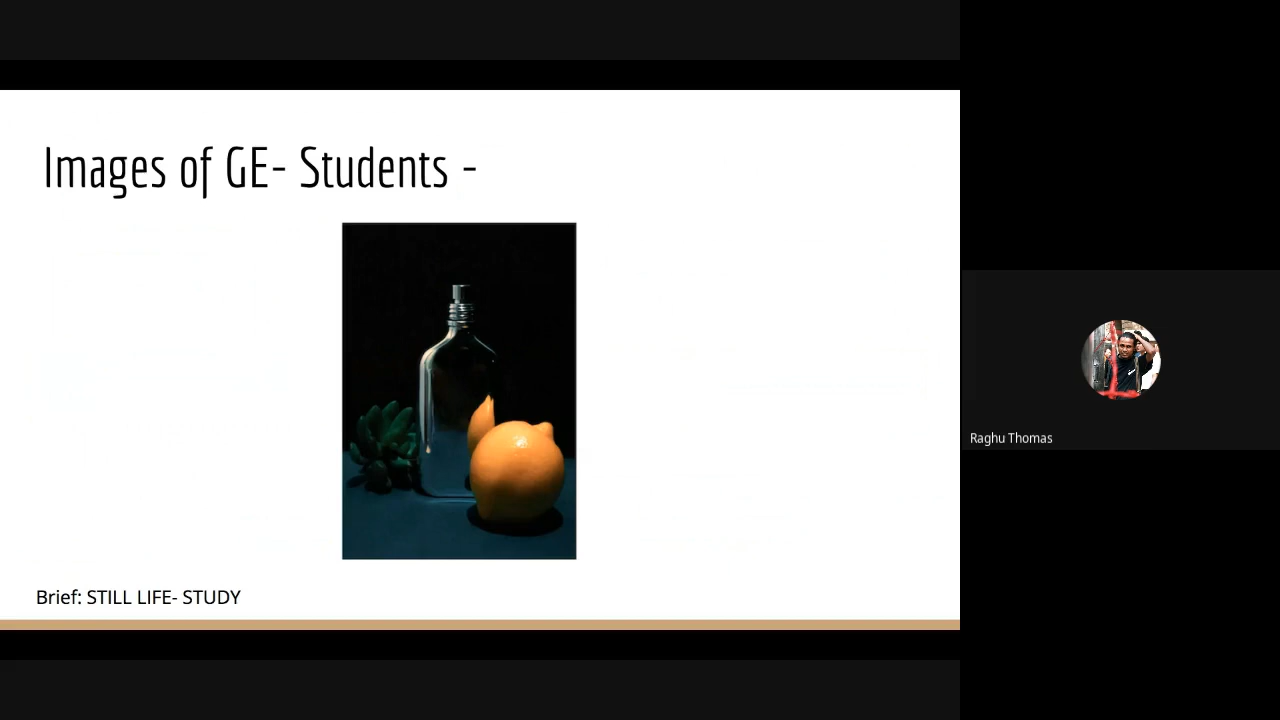 Images of GE- Students -
Brief: STILL LIFE- STUDY
Raghu Thomas